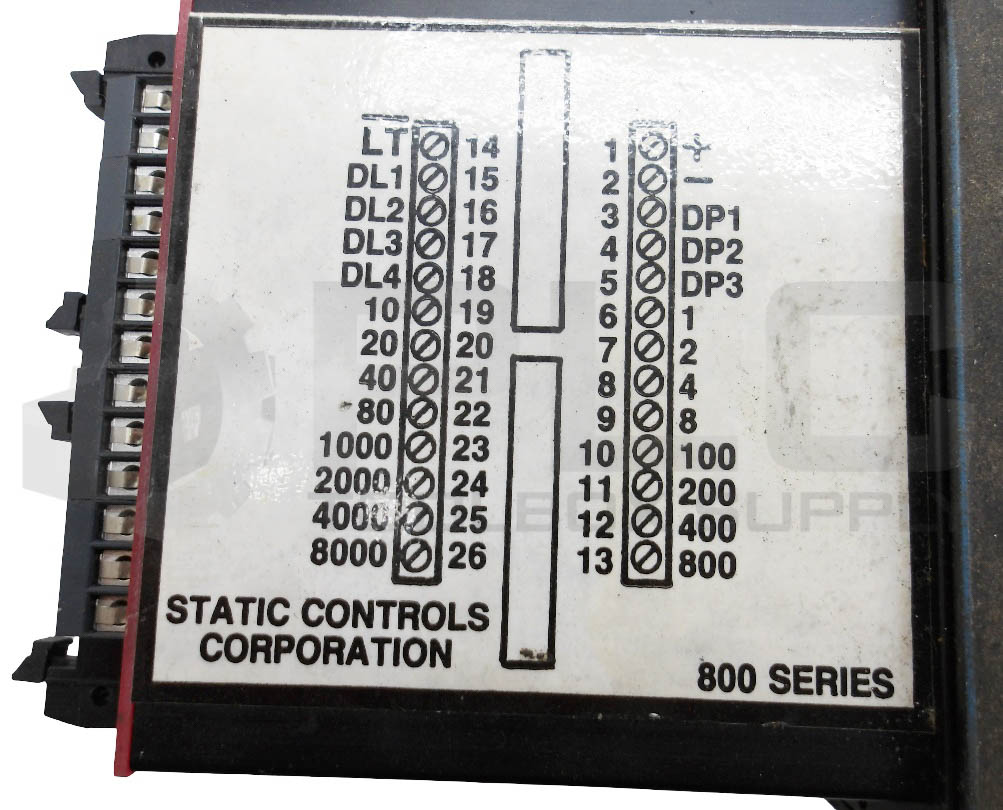 LT 14 1 +
DL1 15 2 −
DL2 16 3 DP1
DL3 17 4 DP2
DL4 18 5 DP3
10 19 6 1
20 20 7 2
40 21 8 4
80 22 9 8
1000 23 10 100
2000 24 11 200
4000 25 12 400
8000 26 13 800
STATIC CONTROLS
CORPORATION
800 SERIES